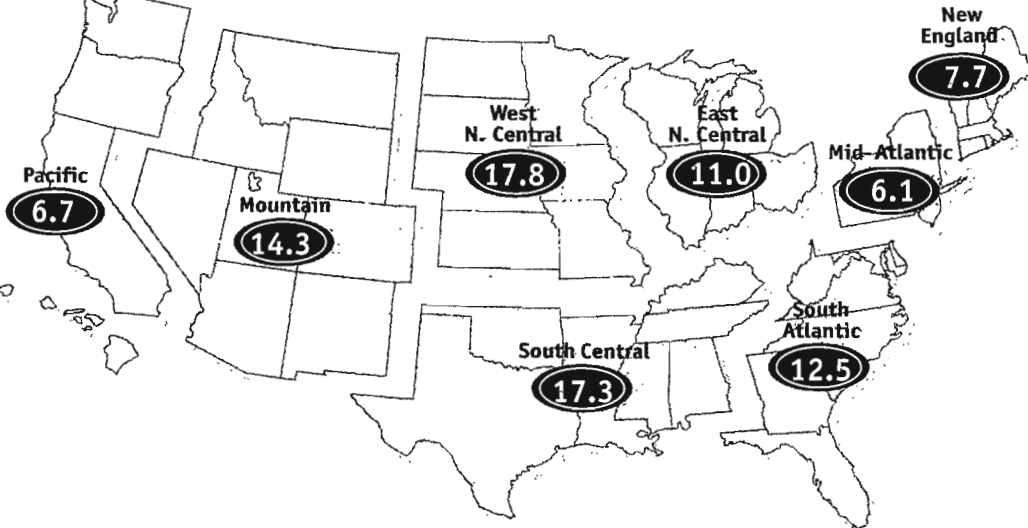 New
England
7.7
West
N. Central
17.8
East
N. Central
11.0
Mid-Atlantic
6.1
Pacific
6.7
Mountain
14.3
South
Atlantic
12.5
South Central
17.3